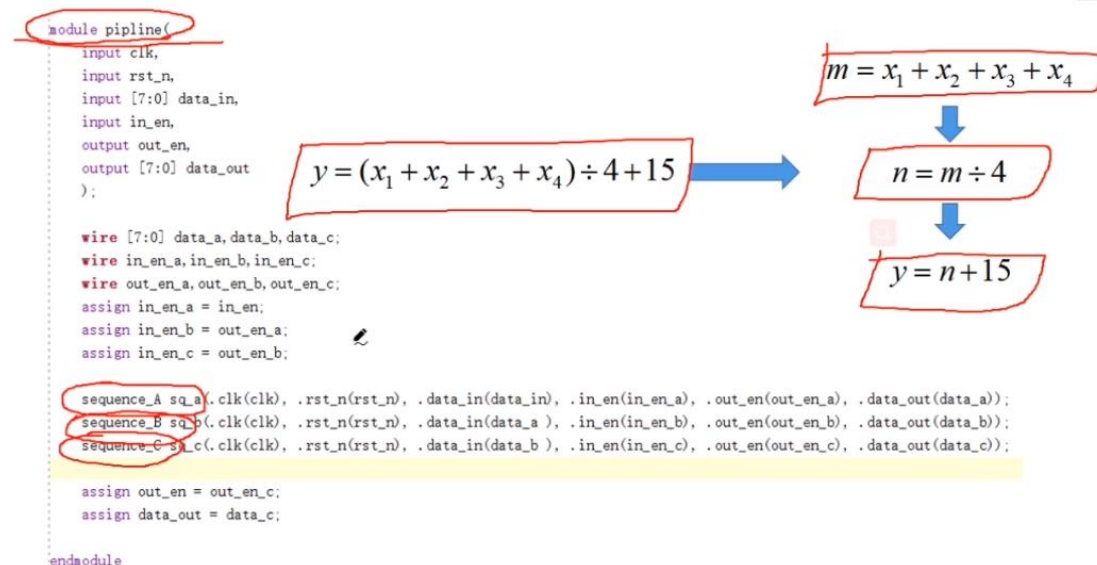 module pipline(
input clk,
input rst_n,
input [7:0] data_in,
input in_en,
output out_en,
output [7:0] data_out
);
wire [7:0] data_a,data_b,data_c;
wire in_en_a,in_en_b,in_en_c;
wire out_en_a,out_en_b,out_en_c;
assign in_en_a = in_en;
assign in_en_b = out_en_a;
assign in_en_c = out_en_b;
sequence_A sq_a(.clk(clk), .rst_n(rst_n), .data_in(data_in), .in_en(in_en_a), .out_en(out_en_a), .data_out(data_a));
sequence_B sq_b(.clk(clk), .rst_n(rst_n), .data_in(data_a ), .in_en(in_en_b), .out_en(out_en_b), .data_out(data_b));
sequence_C sq_c(.clk(clk), .rst_n(rst_n), .data_in(data_b ), .in_en(in_en_c), .out_en(out_en_c), .data_out(data_c));
assign out_en = out_en_c;
assign data_out = data_c;
endmodule
y = (x₁ + x₂ + x₃ + x₄) ÷ 4 + 15
m = x₁ + x₂ + x₃ + x₄
n = m ÷ 4
y = n + 15